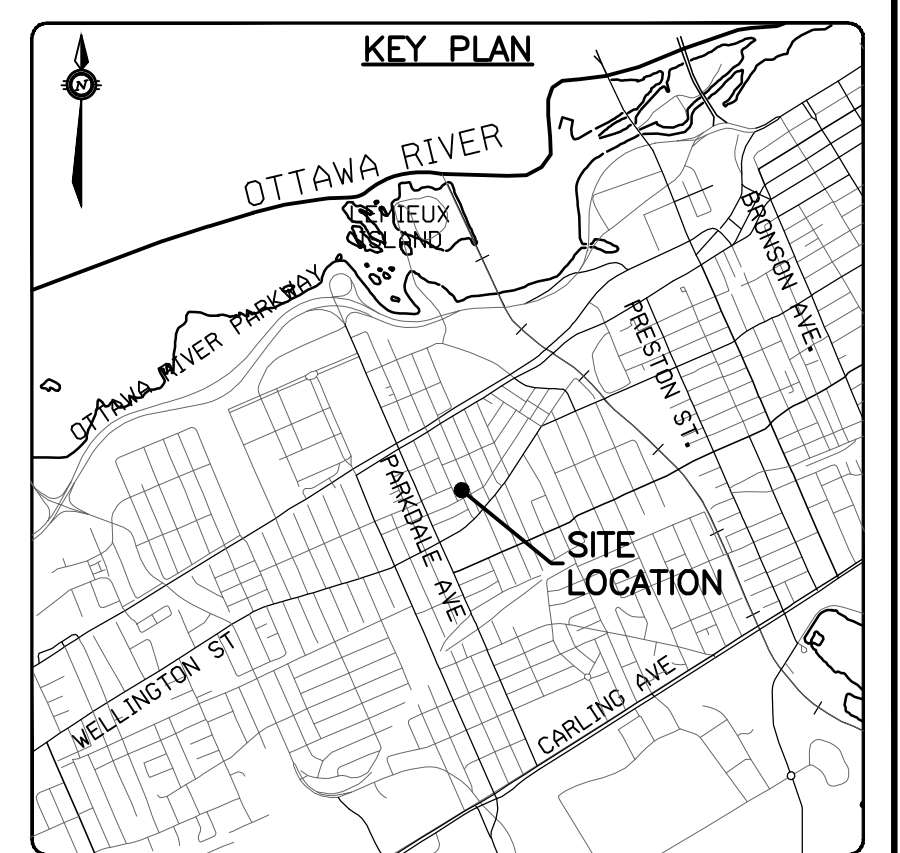 KEY PLAN
N
OTTAWA RIVER
LEMIEUX
ISLAND
BRONSON AVE.
OTTAWA RIVER PARKWAY
PRESTON ST.
PARKDALE AVE
SITE
LOCATION
WELLINGTON ST
CARLING AVE